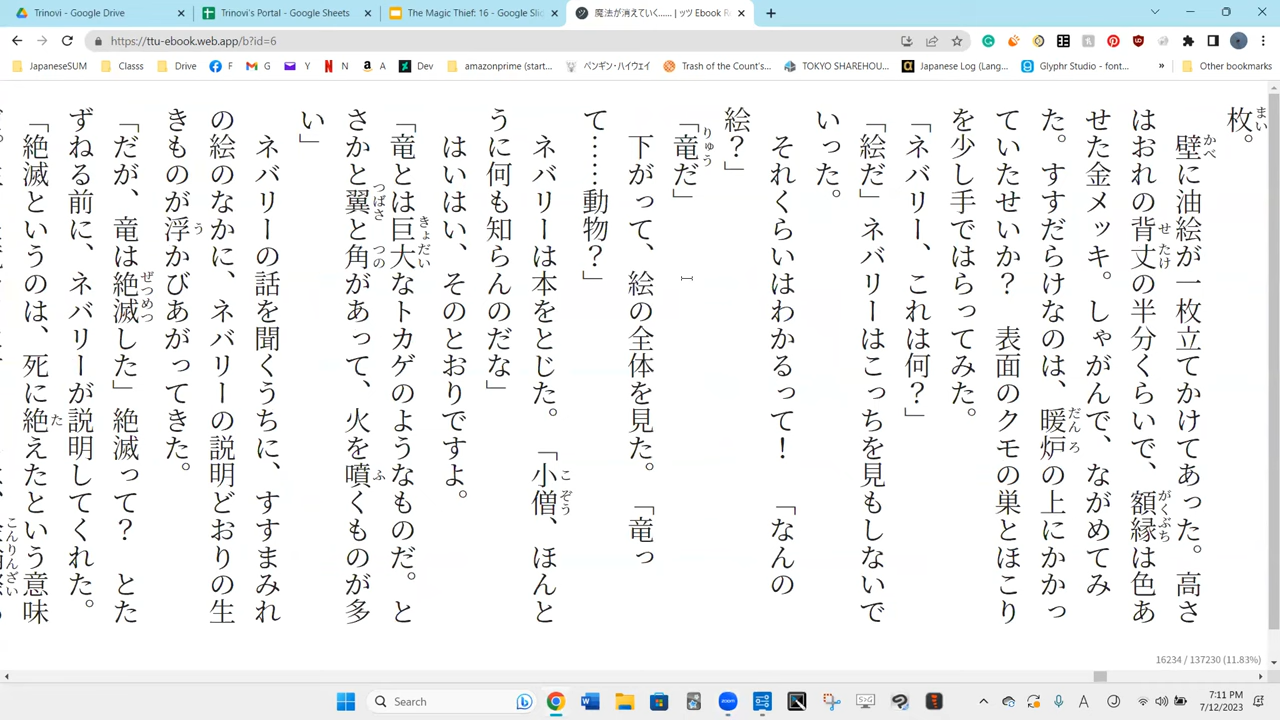 Trinovi - Google Drive
Trinovi's Portal - Google Sheets
The Magic Thief: 16 - Google Slid
魔法が消えていく…… | ッツ Ebook R
https://ttu-ebook.web.app/b?id=6
JapaneseSUM
Classs
Drive
F
G
Y
N
A
Dev
amazonprime (start...
ペンギン・ハイウェイ
Trash of the Count's...
TOKYO SHAREHOU...
Japanese Log (Lang...
Glyphr Studio - font...
»
Other bookmarks
枚。
壁に油絵が一枚立てかけてあった。高さ
はおれの背丈の半分くらいで、額縁は色あ
せた金メッキ。しゃがんで、ながめてみ
た。すすだらけなのは、暖炉の上にかかっ
ていたせいか？　表面のクモの巣とほこり
を少し手ではらってみた。
「ネバリー、これは何？」
「絵だ」ネバリーはこっちを見もしないで
いった。
それくらいはわかるって！　「なんの
絵？」
「竜だ」
下がって、絵の全体を見た。「竜っ
て……動物？」
ネバリーは本をとじた。「小僧、ほんと
うに何も知らんのだな」
はいはい、そのとおりですよ。
「竜とは巨大なトカゲのようなものだ。と
さかと翼と角があって、火を噴くものが多
い」
ネバリーの話を聞くうちに、すすまみれ
の絵のなかに、ネバリーの説明どおりの生
きものが浮かびあがってきた。
「だが、竜は絶滅した」絶滅って？　とた
ずねる前に、ネバリーが説明してくれた。
「絶滅というのは、死に絶えたという意味
16234 / 137230 (11.83%)
Search
7:11 PM
7/12/2023